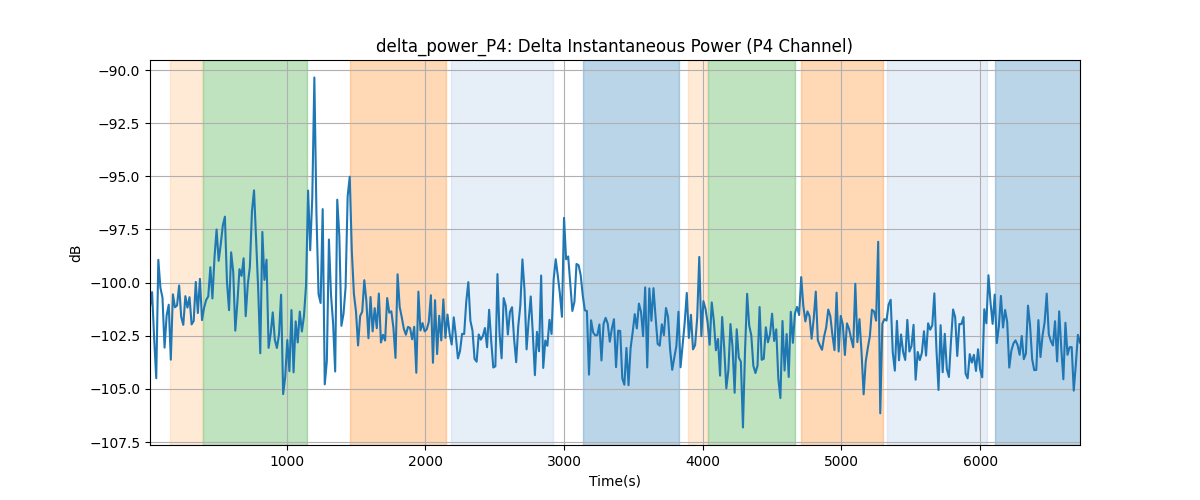 delta_power_P4: Delta Instantaneous Power (P4 Channel)
dB
−90.0
−92.5
−95.0
−97.5
−100.0
−102.5
−105.0
−107.5
1000 2000 3000 4000 5000 6000
Time(s)